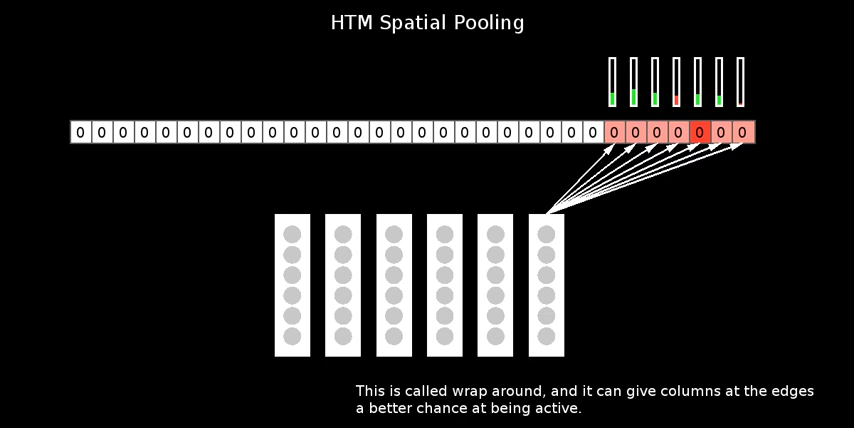 HTM Spatial Pooling
0 0 0 0 0 0 0 0 0 0 0 0 0 0 0 0 0 0 0 0 0 0 0 0 0 0 0 0 0 0 0 0
This is called wrap around, and it can give columns at the edges
a better chance at being active.